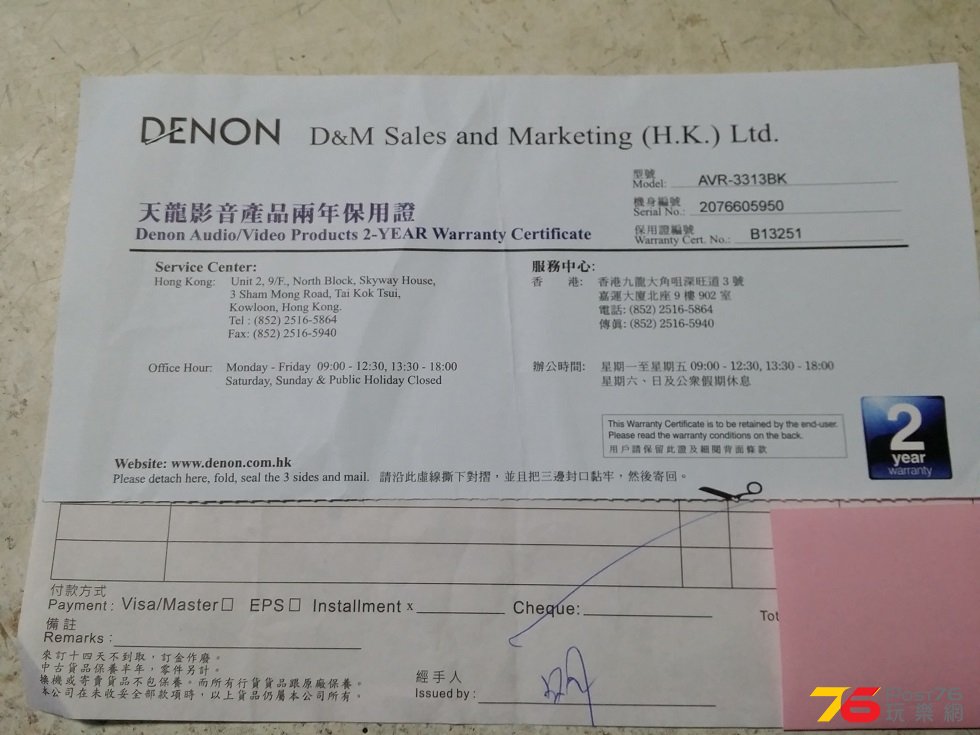 DENON D&M Sales and Marketing (H.K.) Ltd.
型號
Model: AVR-3313BK
機身編號
Serial No.: 2076605950
保用證編號
Warranty Cert. No.: B13251
天龍影音產品兩年保用證
Denon Audio/Video Products 2-YEAR Warranty Certificate
Service Center:
Hong Kong: Unit 2, 9/F., North Block, Skyway House,
3 Sham Mong Road, Tai Kok Tsui,
Kowloon, Hong Kong.
Tel : (852) 2516-5864
Fax: (852) 2516-5940
Office Hour: Monday - Friday 09:00 - 12:30, 13:30 - 18:00
Saturday, Sunday & Public Holiday Closed
服務中心:
香 港: 香港九龍大角咀深旺道 3 號
嘉運大廈北座 9 樓 902 室
電話: (852) 2516-5864
傳眞: (852) 2516-5940
辦公時間: 星期一至星期五 09:00 - 12:30, 13:30 - 18:00
星期六、日及公衆假期休息
This Warranty Certificate is to be retained by the end-user.
Please read the warranty conditions on the back.
用戶請保留此證及細閱背面條款
2
year
warranty
Website: www.denon.com.hk
Please detach here, fold, seal the 3 sides and mail. 請沿此虛線撕下對摺，並且把三邊封口黏牢，然後寄回。
付款方式
Payment: Visa/Master□ EPS□ Installment x Cheque: Tot
備註
Remarks :
來訂十四天不到取，訂金作廢。
中古貨品保養半年，零件另計。
換機或寄賣貨品不包保養。而所有行貨貨品跟原廠保養。
本公司在未收妥全部款項時，以上貨品仍屬本公司所有。
經手人
Issued by :
76 Post76
玩樂網